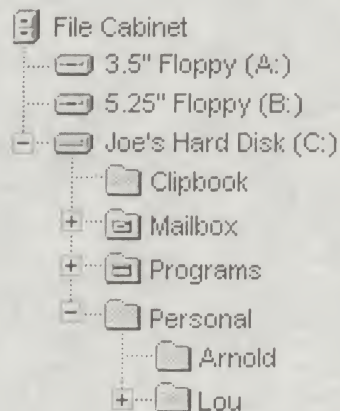 File Cabinet
3.5" Floppy (A:)
5.25" Floppy (B:)
Joe's Hard Disk (C:)
Clipbook
Mailbox
Programs
Personal
Arnold
Lou